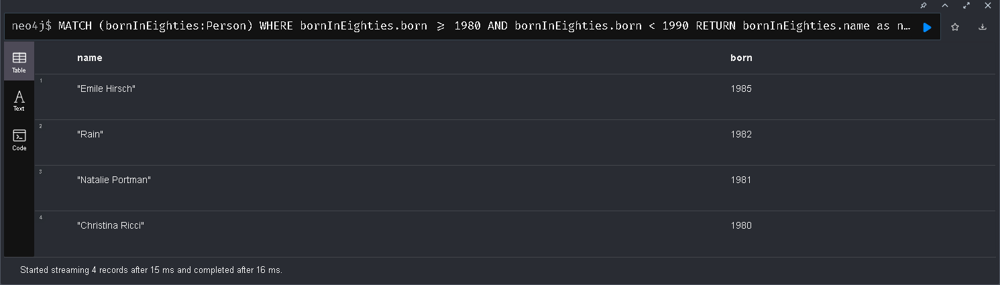 neo4j$ MATCH (bornInEighties:Person) WHERE bornInEighties.born >= 1980 AND bornInEighties.born < 1990 RETURN bornInEighties.name as n…
Table
Text
Code
name born
1 "Emile Hirsch" 1985
2 "Rain" 1982
3 "Natalie Portman" 1981
4 "Christina Ricci" 1980
Started streaming 4 records after 15 ms and completed after 16 ms.